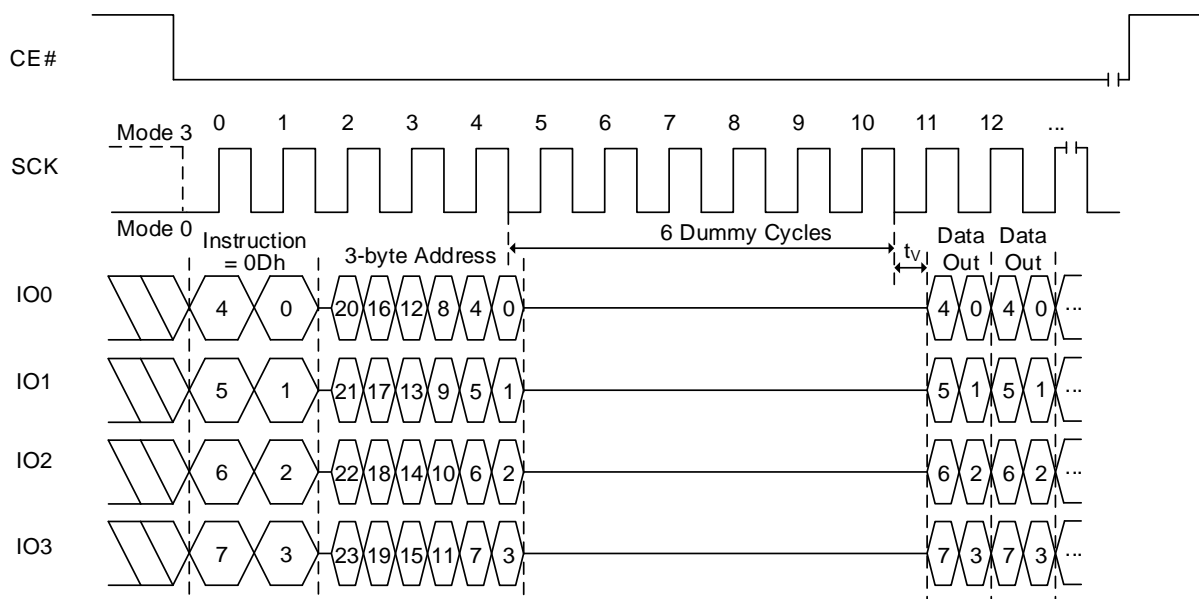 CE#
0 1 2 3 4 5 6 7 8 9 10 11 12 ...
Mode 3
SCK
Mode 0
Instruction
= 0Dh
3-byte Address
6 Dummy Cycles
tV
Data
Out
Data
Out
IO0
4 0 20 16 12 8 4 0 4 0 4 0 ...
IO1
5 1 21 17 13 9 5 1 5 1 5 1 ...
IO2
6 2 22 18 14 10 6 2 6 2 6 2 ...
IO3
7 3 23 19 15 11 7 3 7 3 7 3 ...